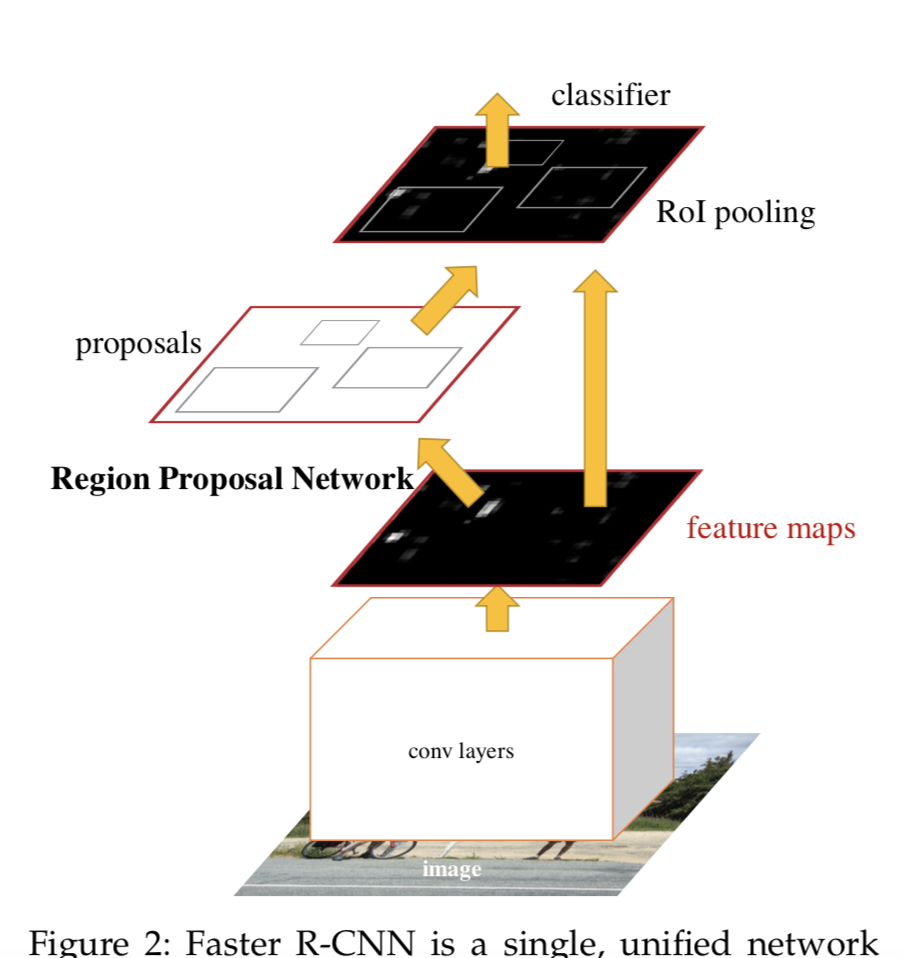 classifier
RoI pooling
proposals
Region Proposal Network
feature maps
conv layers
image
Figure 2: Faster R-CNN is a single, unified network